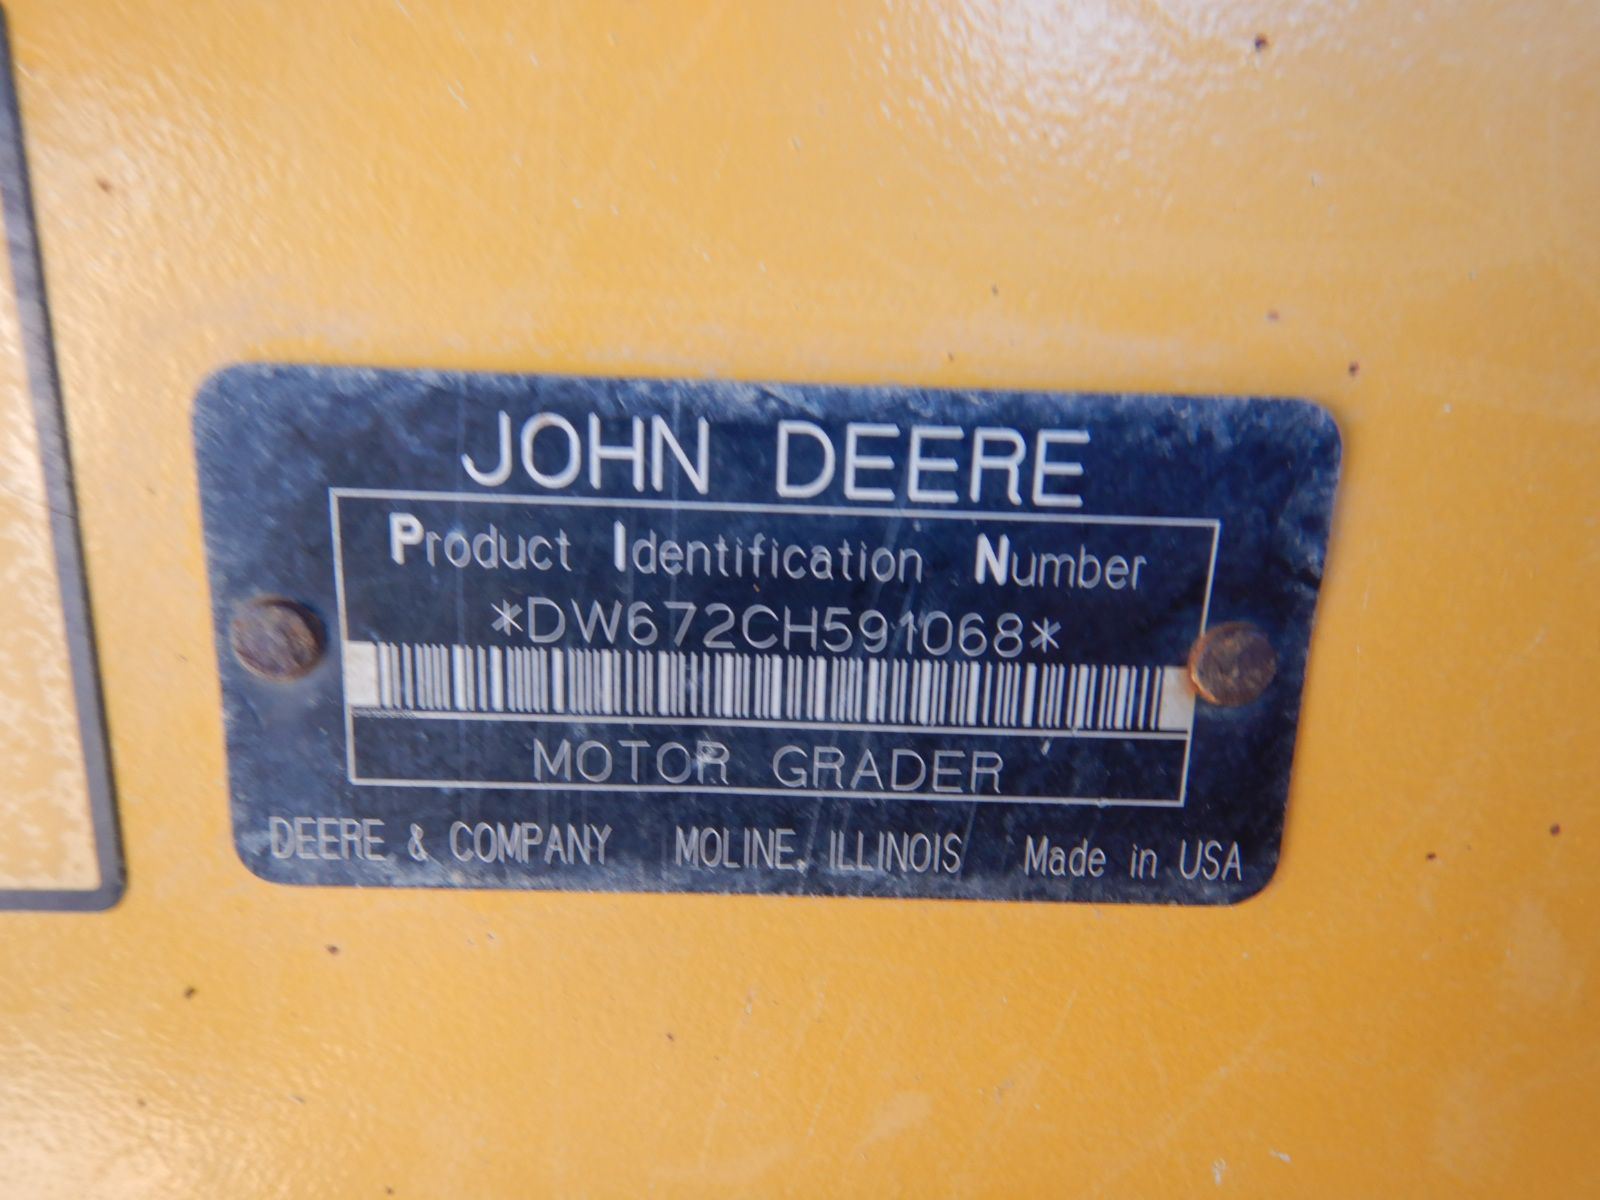 JOHN DEERE
Product Identification Number
*DW672CH591068*
MOTOR GRADER
DEERE & COMPANY MOLINE, ILLINOIS Made in USA